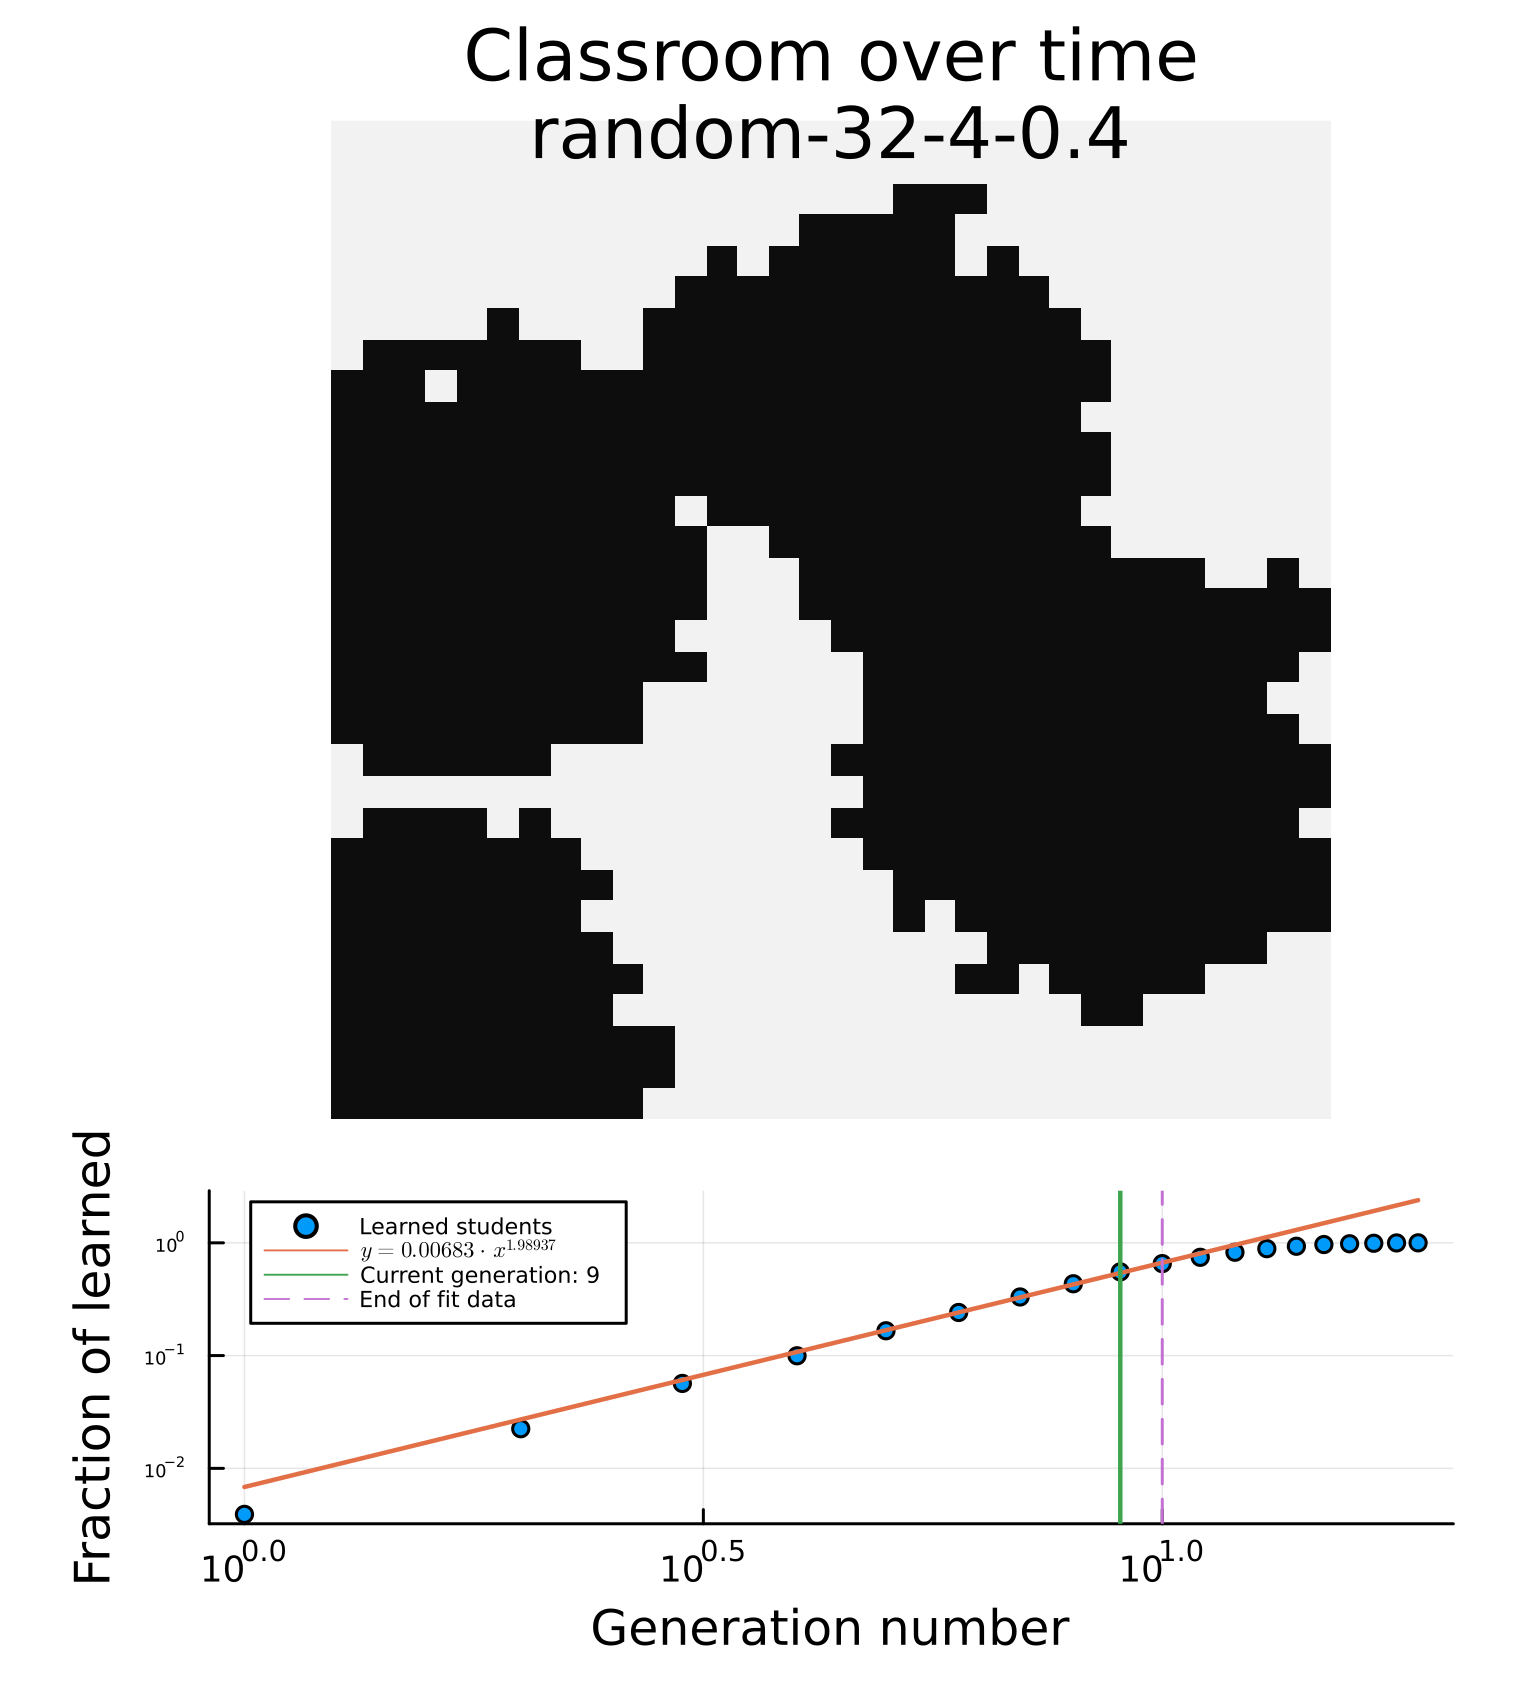 Classroom over time
random-32-4-0.4
Fraction of learned
Learned students
y = 0.00683 · x^1.98937
Current generation: 9
End of fit data
10^0
10^−1
10^−2
10^0.0
10^0.5
10^1.0
Generation number